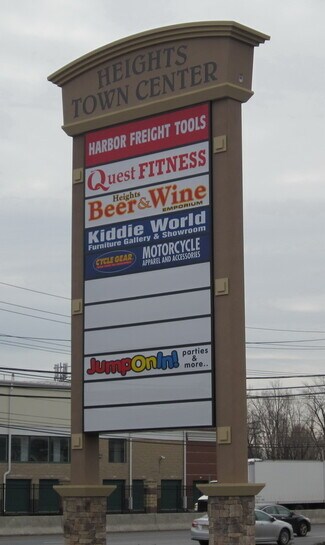 HEIGHTS
TOWN CENTER
HARBOR FREIGHT TOOLS
Quest FITNESS
Heights
Beer & Wine
EMPORIUM
Kiddie World
Furniture Gallery & Showroom
CYCLE GEAR
MOTORCYCLE
APPAREL AND ACCESSORIES
JumpOnIn!
parties
& more..